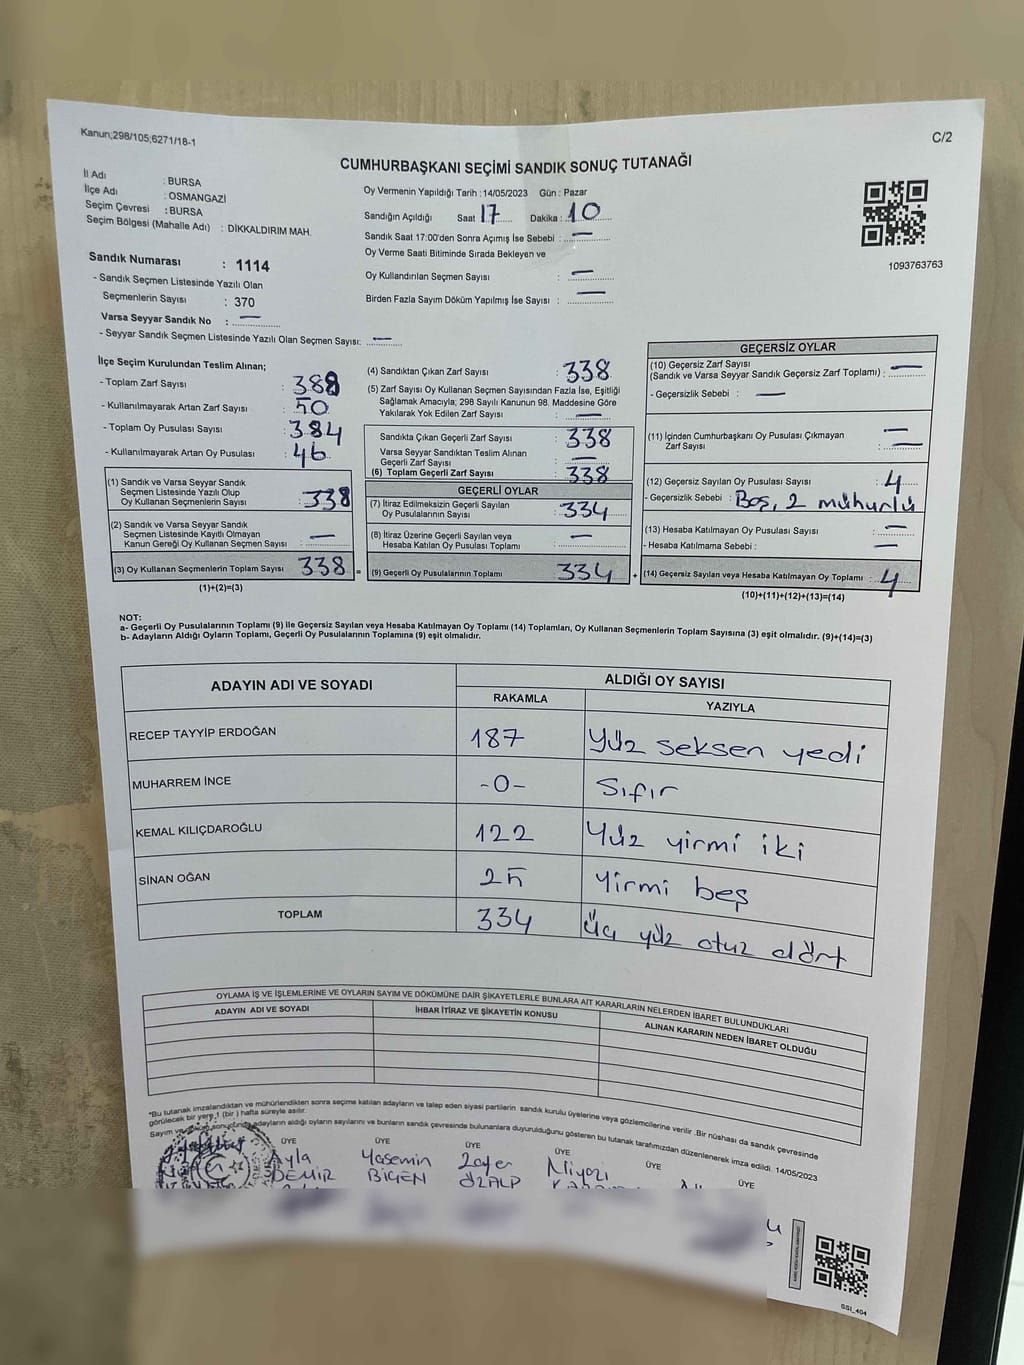 Kanun;298/105;6271/18-1
C/2
CUMHURBAŞKANI SEÇİMİ SANDIK SONUÇ TUTANAĞI
İl Adı : BURSA
İlçe Adı : OSMANGAZİ
Seçim Çevresi : BURSA
Seçim Bölgesi (Mahalle Adı) : DİKKALDIRIM MAH.
Oy Vermenin Yapıldığı Tarih : 14/05/2023 Gün : Pazar
Sandığın Açıldığı Saat 17 Dakika : 10
Sandık Saat 17:00'den Sonra Açımış İse Sebebi : —
Oy Verme Saati Bitiminde Sırada Bekleyen ve
Oy Kullandırılan Seçmen Sayısı : —
Birden Fazla Sayım Döküm Yapılmış İse Sayısı : —
1093763763
Sandık Numarası : 1114
- Sandık Seçmen Listesinde Yazılı Olan
Seçmenlerin Sayısı : 370
Varsa Seyyar Sandık No : —
- Seyyar Sandık Seçmen Listesinde Yazılı Olan Seçmen Sayısı: —
İlçe Seçim Kurulundan Teslim Alınan;
- Toplam Zarf Sayısı : 388
- Kullanılmayarak Artan Zarf Sayısı : 50
- Toplam Oy Pusulası Sayısı : 384
- Kullanılmayarak Artan Oy Pusulası : 46
(1) Sandık ve Varsa Seyyar Sandık
Seçmen Listesinde Yazılı Olup
Oy Kullanan Seçmenlerin Sayısı : 338
(2) Sandık ve Varsa Seyyar Sandık
Seçmen Listesinde Kayıtlı Olmayan
Kanun Gereği Oy Kullanan Seçmen Sayısı : —
(3) Oy Kullanan Seçmenlerin Toplam Sayısı : 338
(1)+(2)=(3)
(4) Sandıktan Çıkan Zarf Sayısı : 338
(5) Zarf Sayısı Oy Kullanan Seçmen Sayısından Fazla İse, Eşitliği
Sağlamak Amacıyla; 298 Sayılı Kanunun 98. Maddesine Göre
Yakılarak Yok Edilen Zarf Sayısı : —
Sandıkta Çıkan Geçerli Zarf Sayısı : 338
Varsa Seyyar Sandıktan Teslim Alınan
Geçerli Zarf Sayısı : —
(6) Toplam Geçerli Zarf Sayısı : 338
GEÇERLİ OYLAR
(7) İtiraz Edilmeksizin Geçerli Sayılan
Oy Pusulalarının Sayısı : 334
(8) İtiraz Üzerine Geçerli Sayılan veya
Hesaba Katılan Oy Pusulası Toplamı : —
(9) Geçerli Oy Pusulalarının Toplamı 334
GEÇERSİZ OYLAR
(10) Geçersiz Zarf Sayısı
(Sandık ve Varsa Seyyar Sandık Geçersiz Zarf Toplamı) : —
- Geçersizlik Sebebi : —
(11) İçinden Cumhurbaşkanı Oy Pusulası Çıkmayan
Zarf Sayısı : —
(12) Geçersiz Sayılan Oy Pusulası Sayısı : 4
- Geçersizlik Sebebi : Boş, 2 mühürlü
(13) Hesaba Katılmayan Oy Pusulası Sayısı : —
- Hesaba Katılmama Sebebi : —
(14) Geçersiz Sayılan veya Hesaba Katılmayan Oy Toplamı : 4
(10)+(11)+(12)+(13)=(14)
NOT:
a- Geçerli Oy Pusulasının Toplamı (9) ile Geçersiz Sayılan veya Hesaba Katılmayan Oy Toplamı (14) Toplamları, Oy Kullanan Seçmenlerin Toplam Sayısına (3) eşit olmalıdır. (9)+(14)=(3)
b- Adayların Aldığı Oyların Toplamı, Geçerli Oy Pusulalarının Toplamına (9) eşit olmalıdır.
ADAYIN ADI VE SOYADI ALDIĞI OY SAYISI
RAKAMLA YAZIYLA
RECEP TAYYİP ERDOĞAN 187 Yüz seksen yedi
MUHARREM İNCE -0- Sıfır
KEMAL KILIÇDAROĞLU 122 Yüz yirmi iki
SİNAN OĞAN 25 Yirmi beş
TOPLAM 334 üç yüz otuz dört
OYLAMA İŞ VE İŞLEMLERİNE VE OYLARIN SAYIM VE DÖKÜMÜNE DAİR ŞİKAYETLERLE BUNLARA AİT KARARLARIN NELERDEN İBARET BULUNDUKLARI
ADAYIN ADI VE SOYADI İHBAR İTİRAZ VE ŞİKAYETİN KONUSU ALINAN KARARIN NEDEN İBARET OLDUĞU
*Bu tutanak imzalandıktan ve mühürlendikten sonra seçime katılan adayların ve talep eden siyasi partilerin sandık kurulu üyelerine veya gözlemcilerine verilir .Bir nüshası da sandık çevresinde
görülecek bir yere 1 (bir ) hafta süreyle asılır.
Sayım ve sonucunda adayların aldığı oyların sayılarını ve bunların sandık çevresinde bulunanlara duyurulduğunu gösteren bu tutanak tarafımızdan düzenlenerek imza edildi. 14/05/2023
ÜYE ÜYE ÜYE ÜYE ÜYE ÜYE
Ayla Yasemin Zafer Niyazi
DEMİR BİGEN ÖZALP
SSI_404